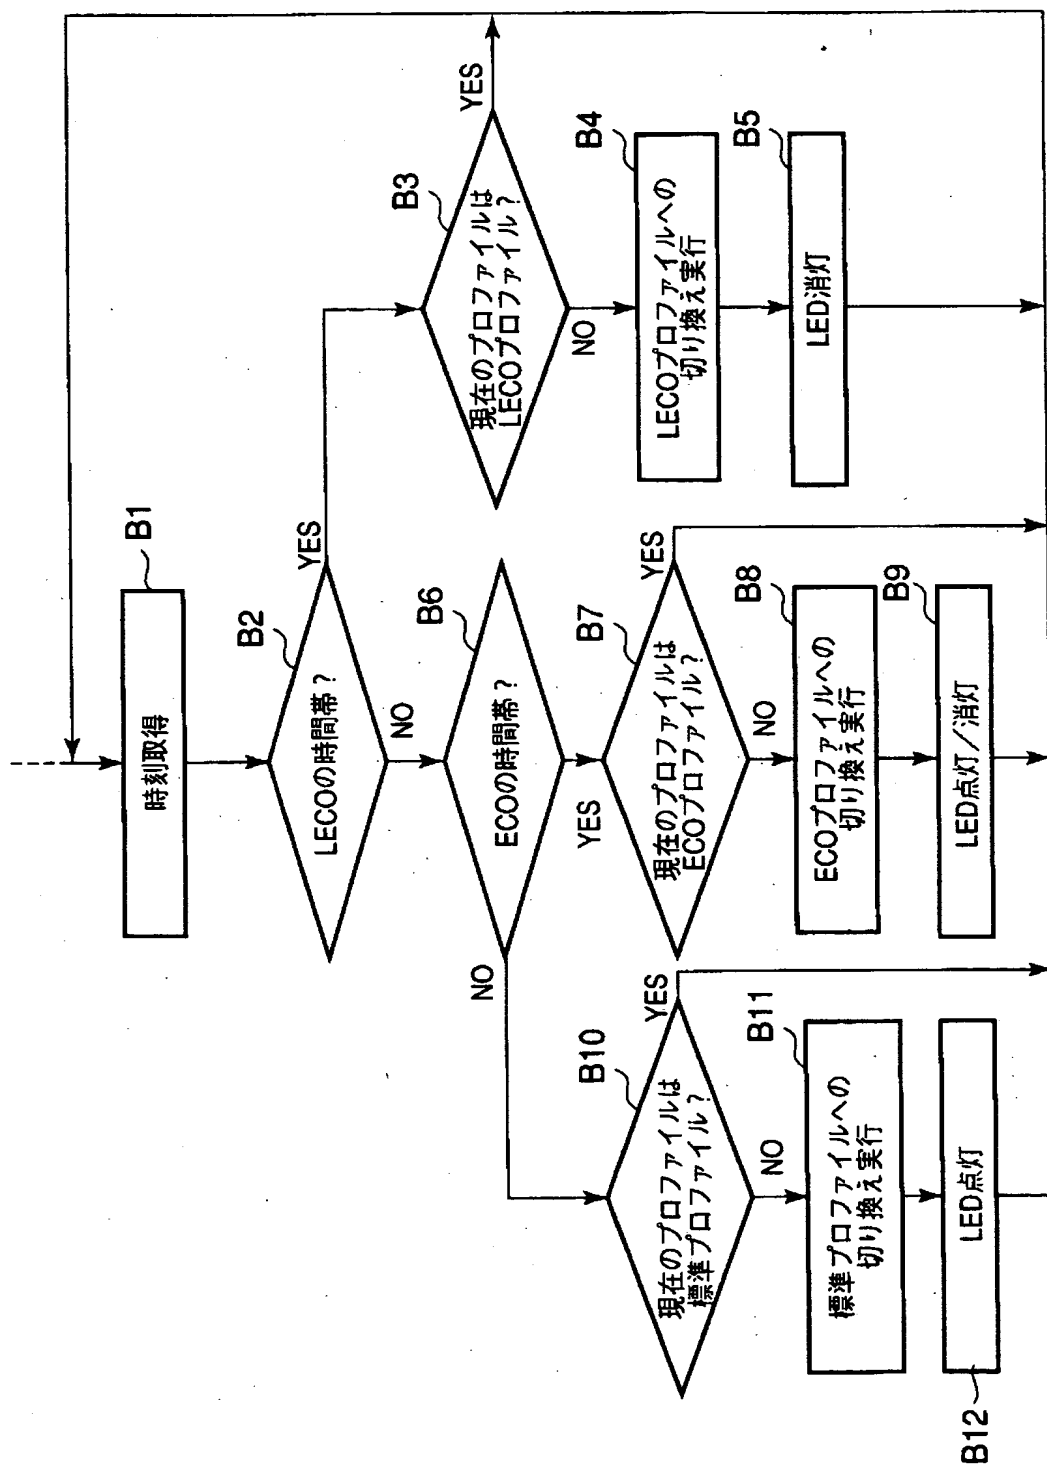 時刻取得
B1
LECOの時間帯?
B2
YES
NO
現在のプロファイルは
LECOプロファイル?
B3
YES
NO
LECOプロファイルへの
切り換え実行
B4
LED消灯
B5
ECOの時間帯?
B6
YES
NO
現在のプロファイルは
ECOプロファイル?
B7
YES
NO
ECOプロファイルへの
切り換え実行
B8
LED点灯/消灯
B9
現在のプロファイルは
標準プロファイル?
B10
YES
NO
標準プロファイルへの
切り換え実行
B11
LED点灯
B12